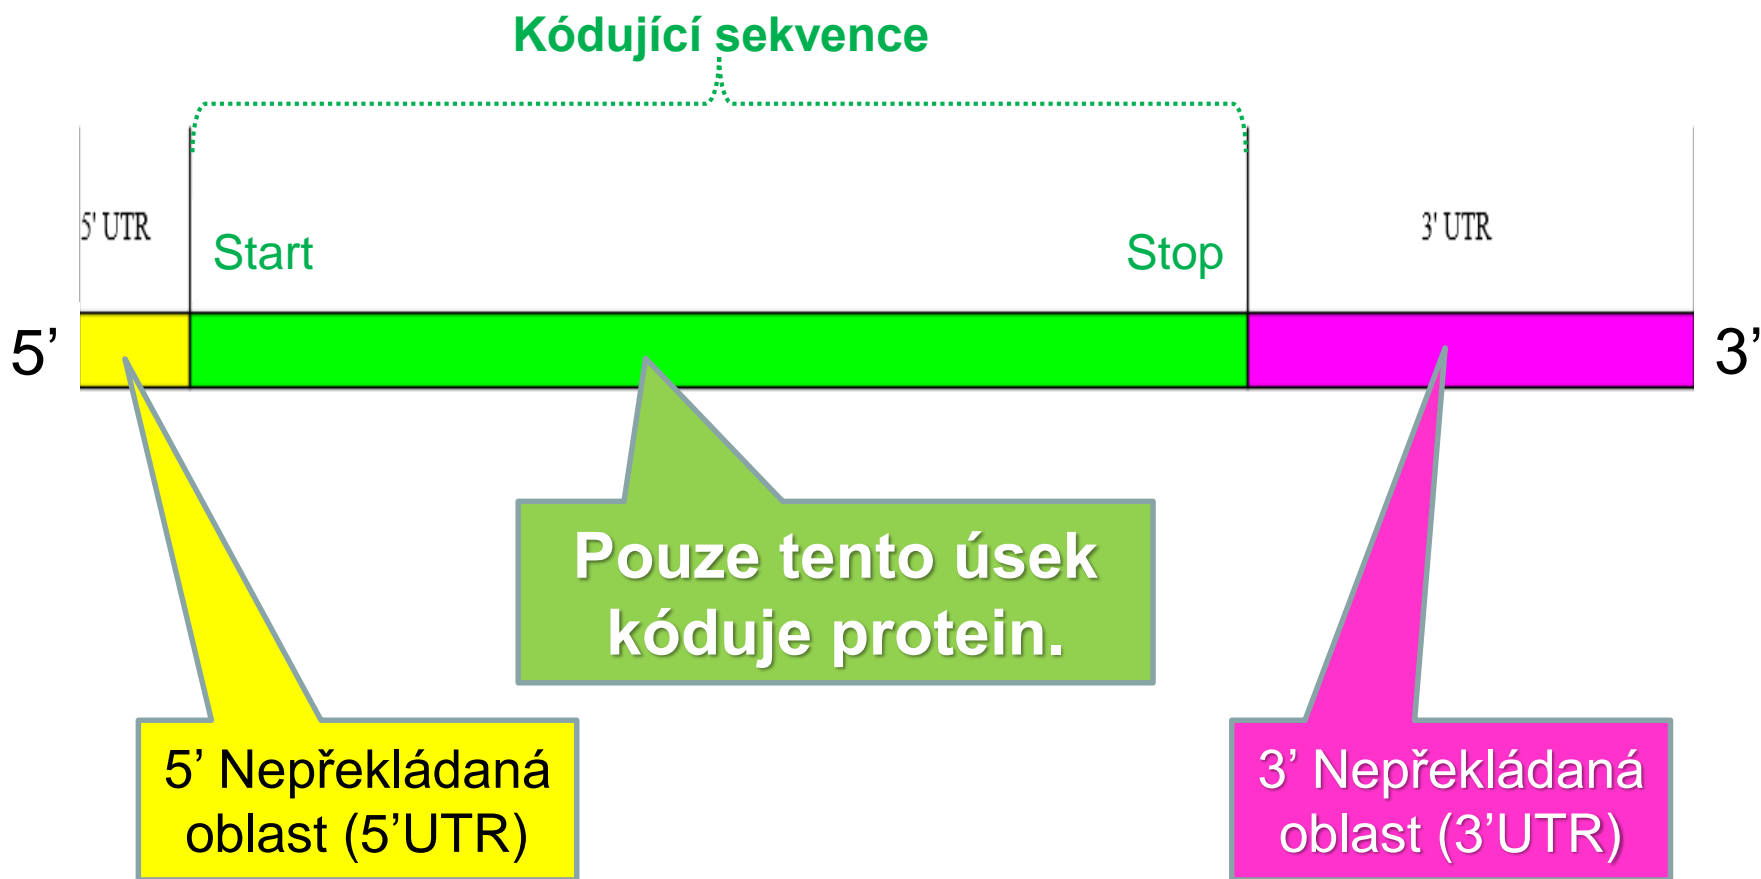 Kódující sekvence
5' UTR
Start
Stop
3' UTR
5’
3’
Pouze tento úsek
kóduje protein.
5’ Nepřekládaná
oblast (5’UTR)
3’ Nepřekládaná
oblast (3’UTR)